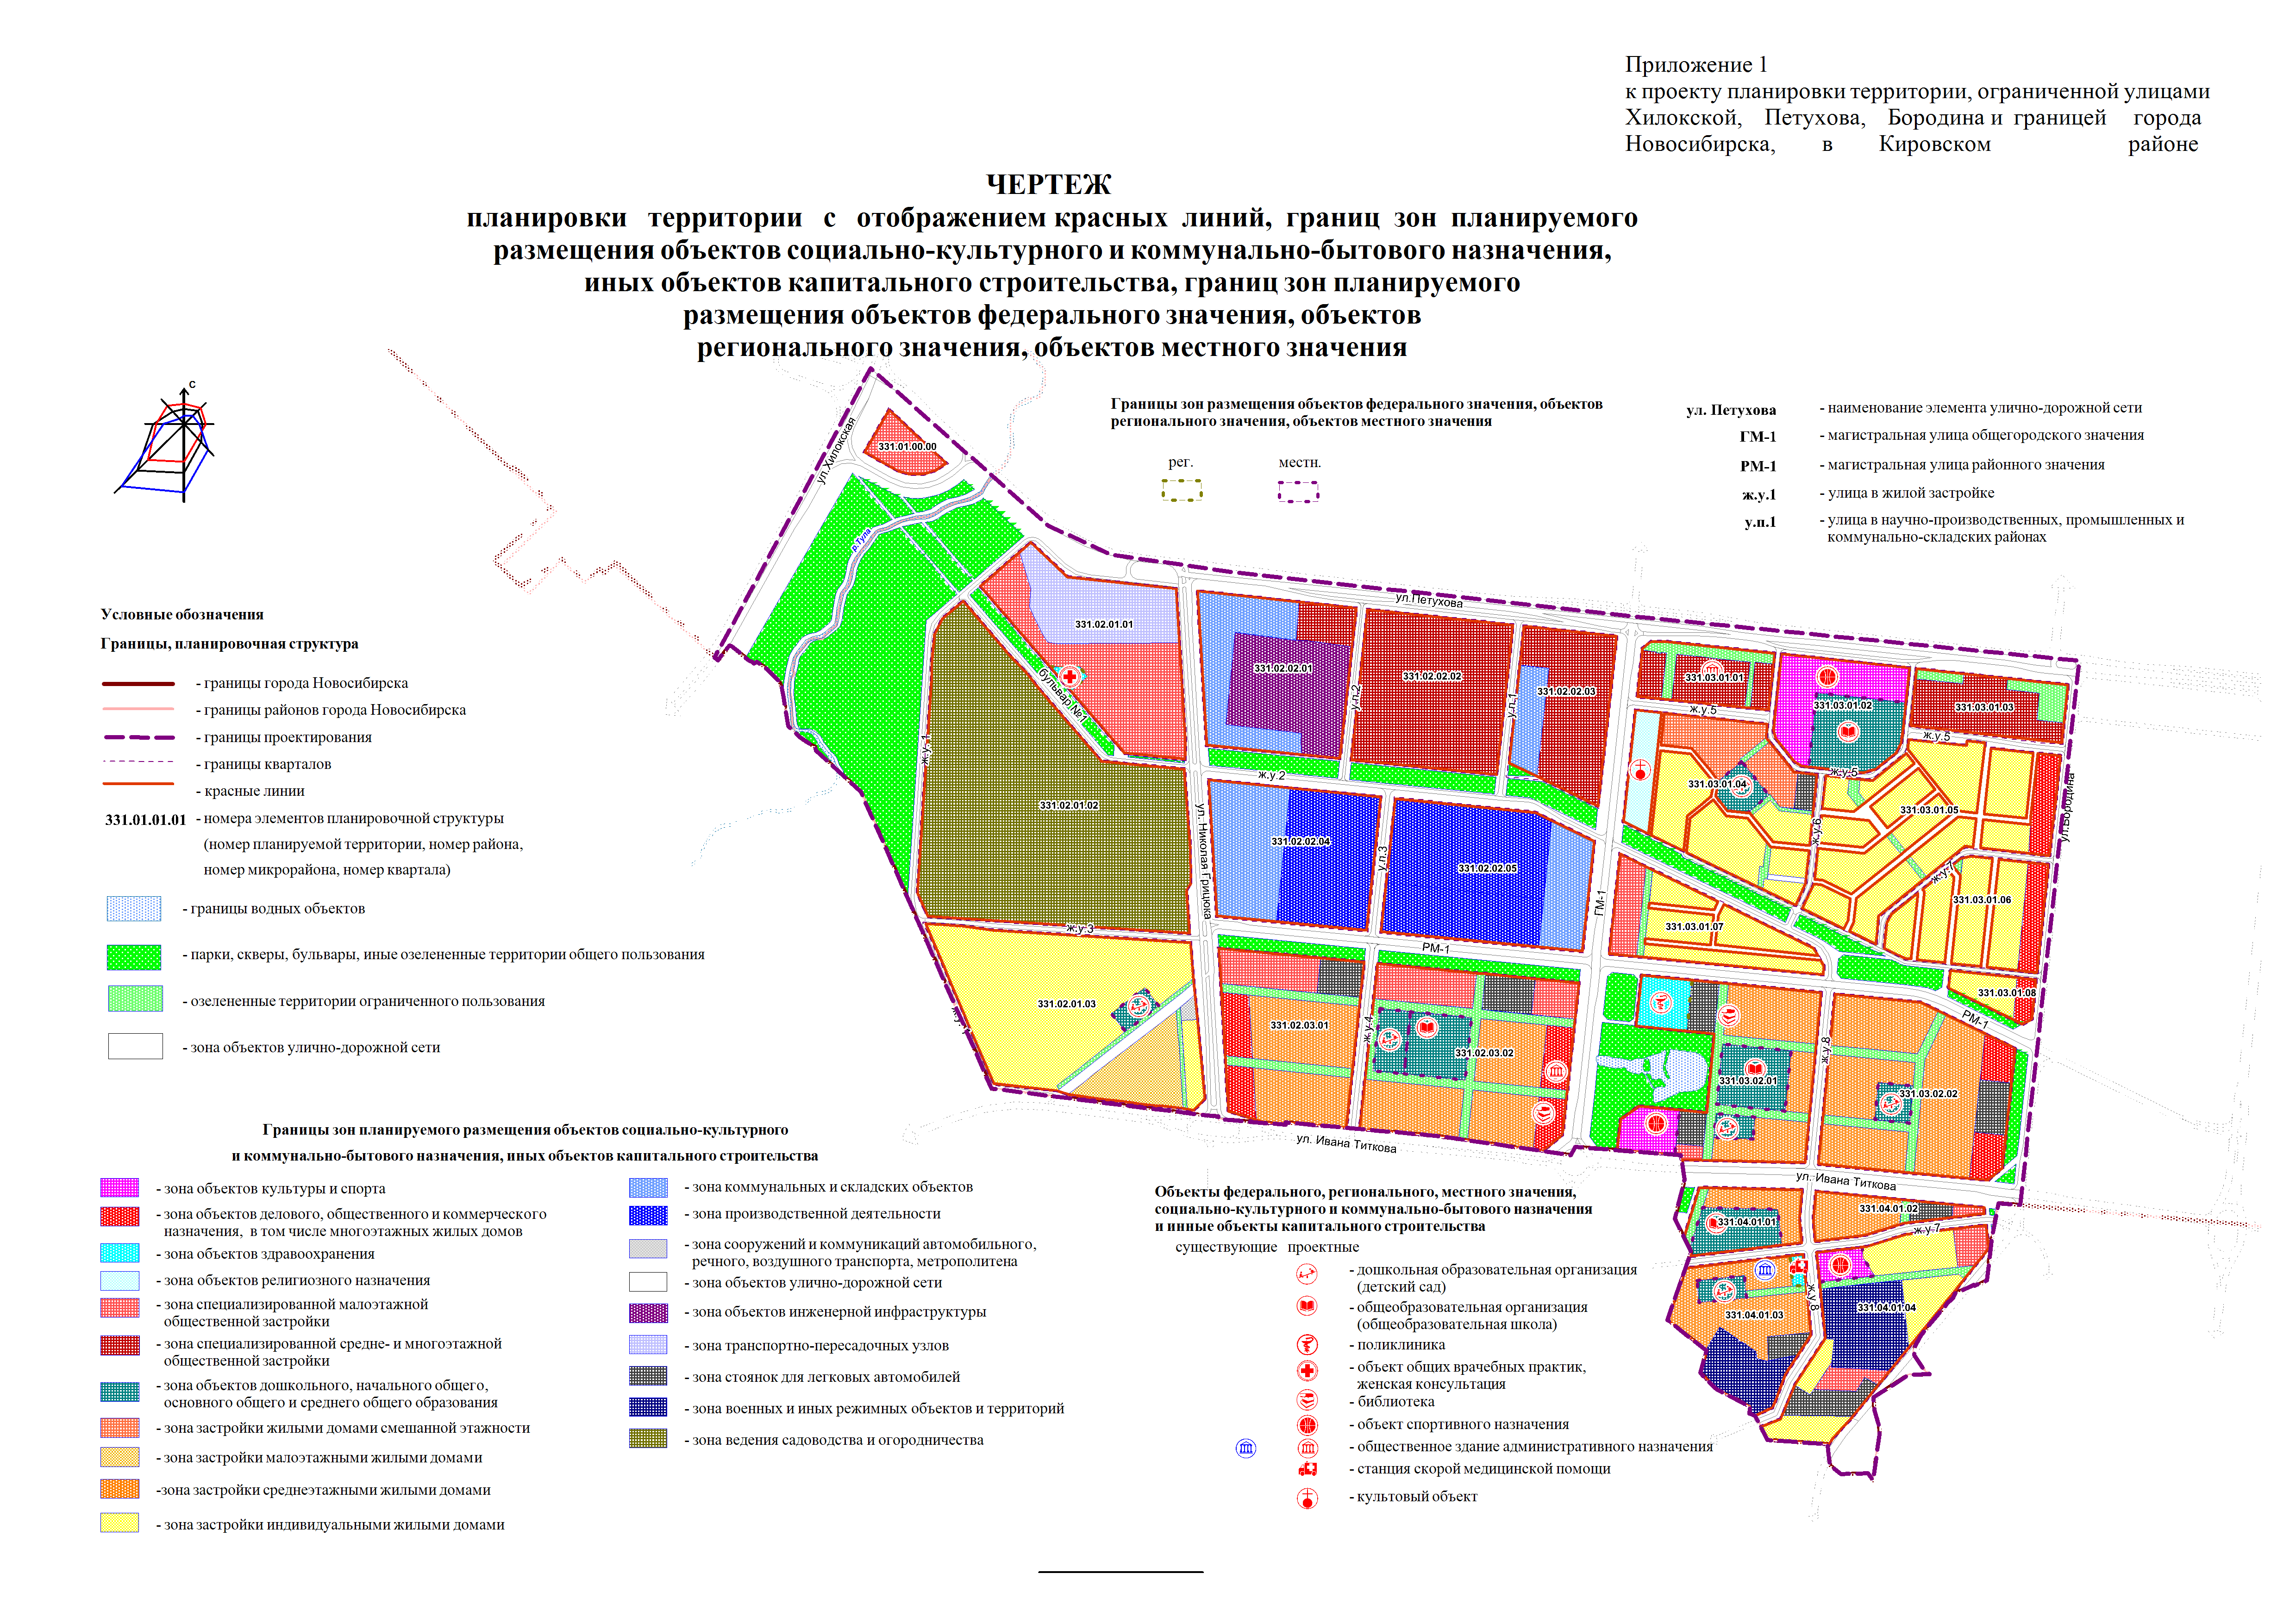 Приложение 1
к проекту планировки территории, ограниченной улицами
Хилокской, Петухова, Бородина и границей города
Новосибирска, в Кировском районе
ЧЕРТЕЖ
планировки территории с отображением красных линий, границ зон планируемого
размещения объектов социально-культурного и коммунально-бытового назначения,
иных объектов капитального строительства, границ зон планируемого
размещения объектов федерального значения, объектов
регионального значения, объектов местного значения
с
Границы зон размещения объектов федерального значения, объектов
регионального значения, объектов местного значения
рег. местн.
ул. Петухова - наименование элемента улично-дорожной сети
ГМ-1 - магистральная улица общегородского значения
РМ-1 - магистральная улица районного значения
ж.у.1 - улица в жилой застройке
у.п.1 - улица в научно-производственных, промышленных и
коммунально-складских районах
Условные обозначения
Границы, планировочная структура
- границы города Новосибирска
- границы районов города Новосибирска
- границы проектирования
- границы кварталов
- красные линии
331.01.01.01 - номера элементов планировочной структуры
(номер планируемой территории, номер района,
номер микрорайона, номер квартала)
- границы водных объектов
- парки, скверы, бульвары, иные озелененные территории общего пользования
- озелененные территории ограниченного пользования
- зона объектов улично-дорожной сети
ул.Хилокская
331.01.00.00
р.Тула
331.02.01.01
бульвар №1
ж.у. 1
331.02.01.02
ж.у.3
331.02.01.03
ж.у. 1
ул. Николая Грицюка
ул.Петухова
331.02.02.01
у.п.2
331.02.02.02
у.п.1
331.02.02.03
ж.у.2
331.02.02.04
у.п.3
331.02.02.05
ГМ-1
РМ-1
331.02.03.01
ж.у.4
331.02.03.02
ул. Ивана Титкова
331.03.01.01
331.03.01.02
331.03.01.03
ж.у.5
ж.у.5
ж.у.5
331.03.01.04
331.03.01.05
ж.у.6
ул.Бородина
ж.у.7
331.03.01.06
331.03.01.07
331.03.01.08
РМ-1
ж.у.8
331.03.02.01
331.03.02.02
ул. Ивана Титкова
331.04.01.01
331.04.01.02
ж.у.7
ж.у.8
331.04.01.03
331.04.01.04
Границы зон планируемого размещения объектов социально-культурного
и коммунально-бытового назначения, иных объектов капитального строительства
- зона объектов культуры и спорта
- зона объектов делового, общественного и коммерческого
назначения, в том числе многоэтажных жилых домов
- зона объектов здравоохранения
- зона объектов религиозного назначения
- зона специализированной малоэтажной
общественной застройки
- зона специализированной средне- и многоэтажной
общественной застройки
- зона объектов дошкольного, начального общего,
основного общего и среднего общего образования
- зона застройки жилыми домами смешанной этажности
- зона застройки малоэтажными жилыми домами
-зона застройки среднеэтажными жилыми домами
- зона застройки индивидуальными жилыми домами
- зона коммунальных и складских объектов
- зона производственной деятельности
- зона сооружений и коммуникаций автомобильного,
речного, воздушного транспорта, метрополитена
- зона объектов улично-дорожной сети
- зона объектов инженерной инфраструктуры
- зона транспортно-пересадочных узлов
- зона стоянок для легковых автомобилей
- зона военных и иных режимных объектов и территорий
- зона ведения садоводства и огородничества
Объекты федерального, регионального, местного значения,
социально-культурного и коммунально-бытового назначения
и инные объекты капитального строительства
существующие проектные
- дошкольная образовательная организация
(детский сад)
- общеобразовательная организация
(общеобразовательная школа)
- поликлиника
- объект общих врачебных практик,
женская консультация
- библиотека
- объект спортивного назначения
- общественное здание административного назначения
- станция скорой медицинской помощи
- культовый объект